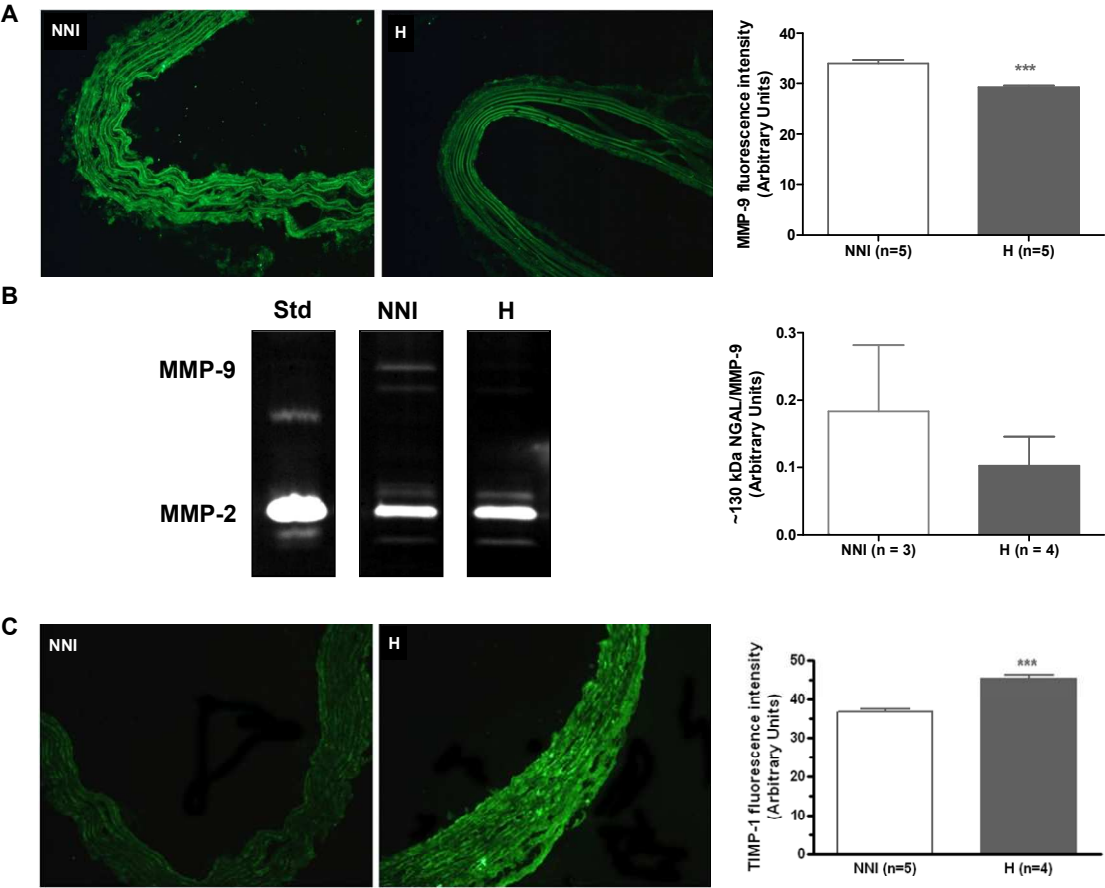 A
NNI
H
MMP-9 fluorescence intensity
(Arbitrary Units)
40
30
20
10
0
***
NNI (n=5)
H (n=5)
B
Std
NNI
H
MMP-9
MMP-2
~130 kDa NGAL/MMP-9
(Arbitrary Units)
0.3
0.2
0.1
0.0
NNI (n = 3)
H (n = 4)
C
NNI
H
TIMP-1 fluorescence intensity
(Arbitrary Units)
50
40
30
20
10
0
***
NNI (n=5)
H (n=4)